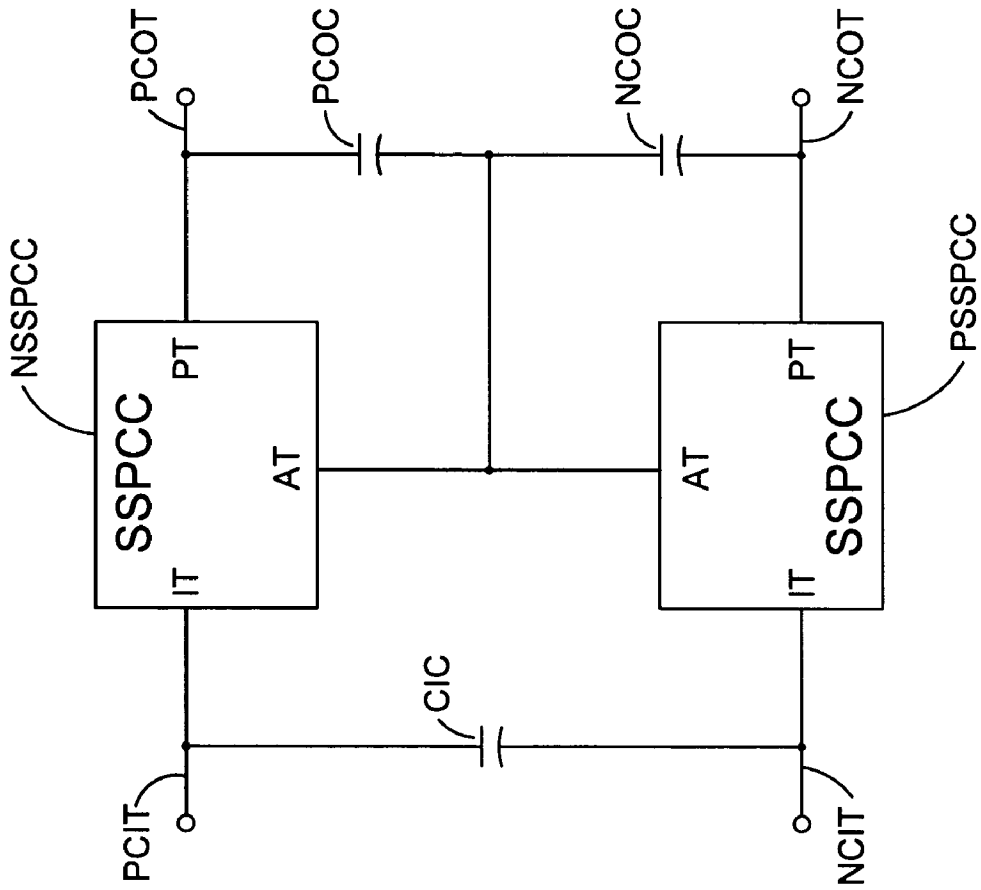 NSSPCC
PCOT
PCOC
NCOC
NCOT
SSPCC
IT
PT
AT
CIC
PCIT
NCIT
AT
IT
PT
SSPCC
PSSPCC